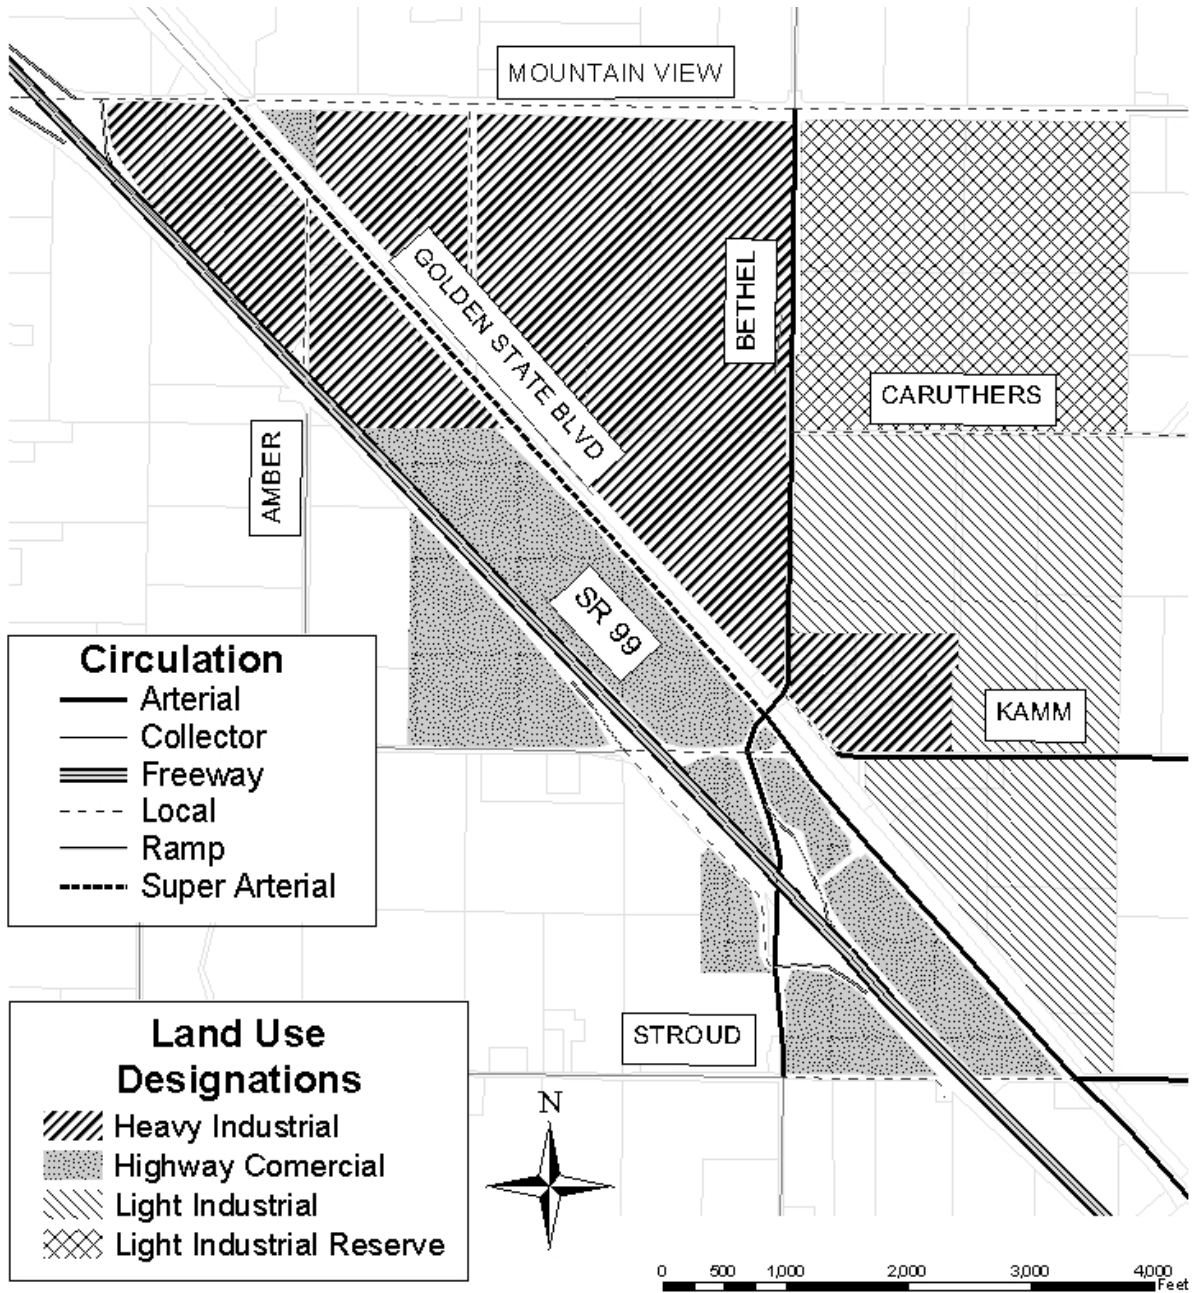 MOUNTAIN VIEW
GOLDEN STATE BLVD
BETHEL
CARUTHERS
AMBER
SR 99
KAMM
STROUD
Circulation
Arterial
Collector
Freeway
Local
Ramp
Super Arterial
Land Use
Designations
Heavy Industrial
Highway Comercial
Light Industrial
Light Industrial Reserve
N
0 500 1,000 2,000 3,000 4,000
Feet